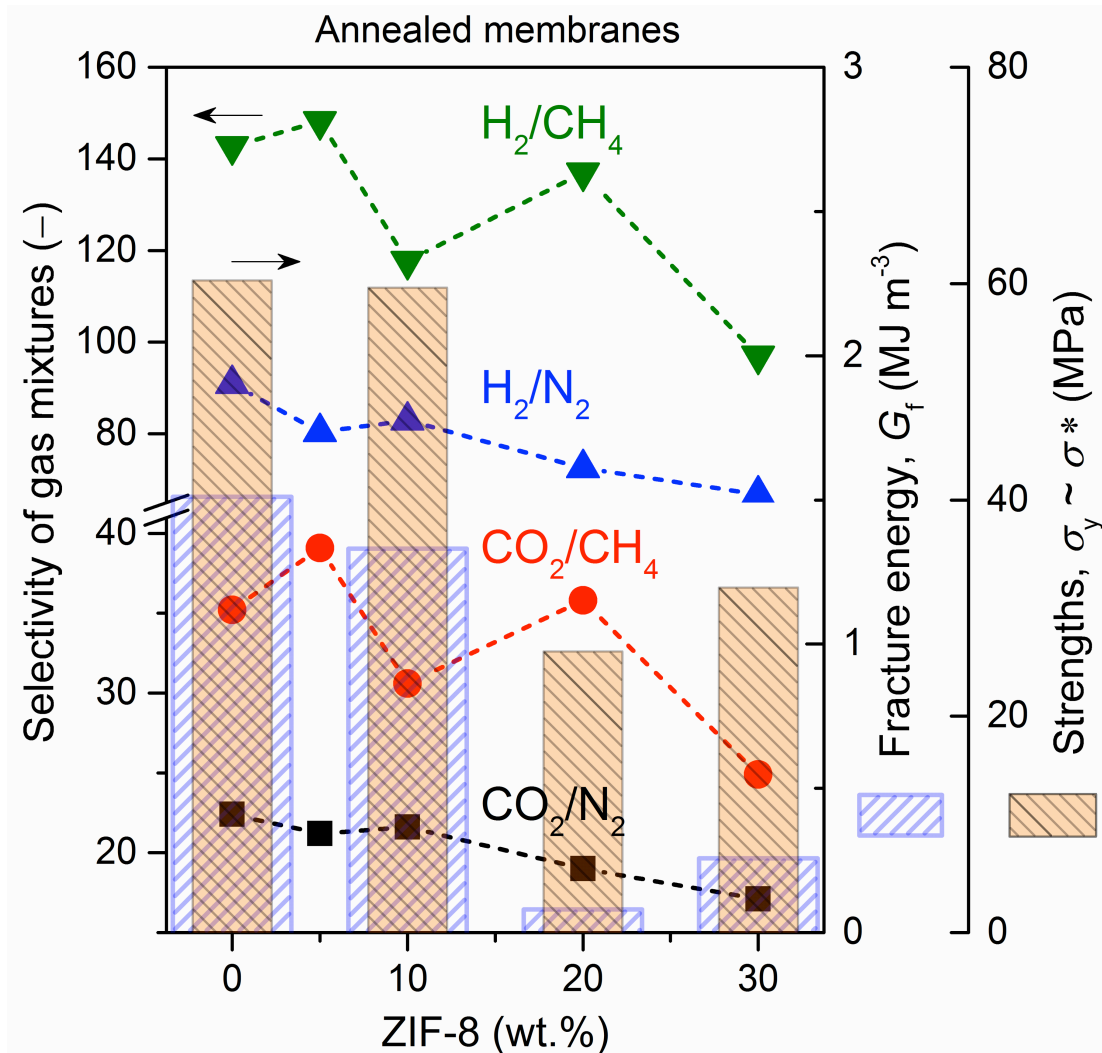 Annealed membranes
160
140
120
100
80
40
30
20
Selectivity of gas mixtures (–)
H₂/CH₄
H₂/N₂
CO₂/CH₄
CO₂/N₂
0
10
20
30
ZIF-8 (wt.%)
3
2
1
0
Fracture energy, G_f (MJ m⁻³)
80
60
40
20
0
Strengths, σ_y ~ σ* (MPa)